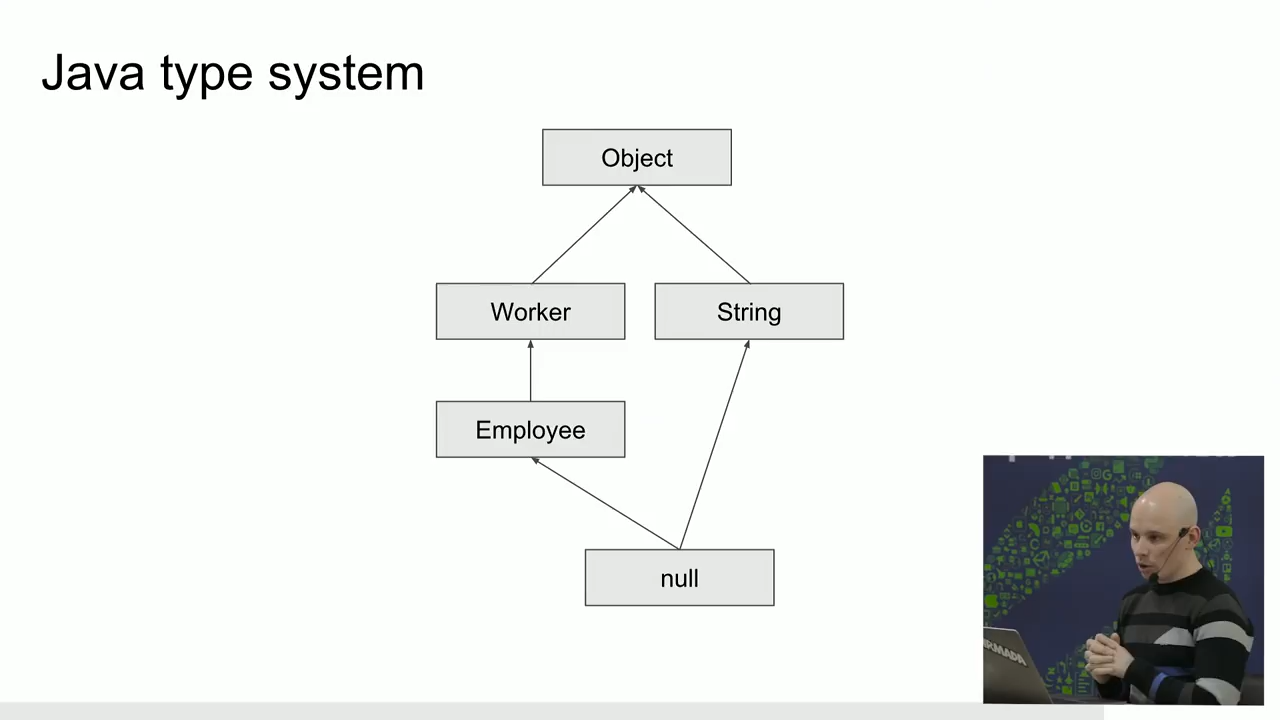 Java type system
Object
Worker
String
Employee
null